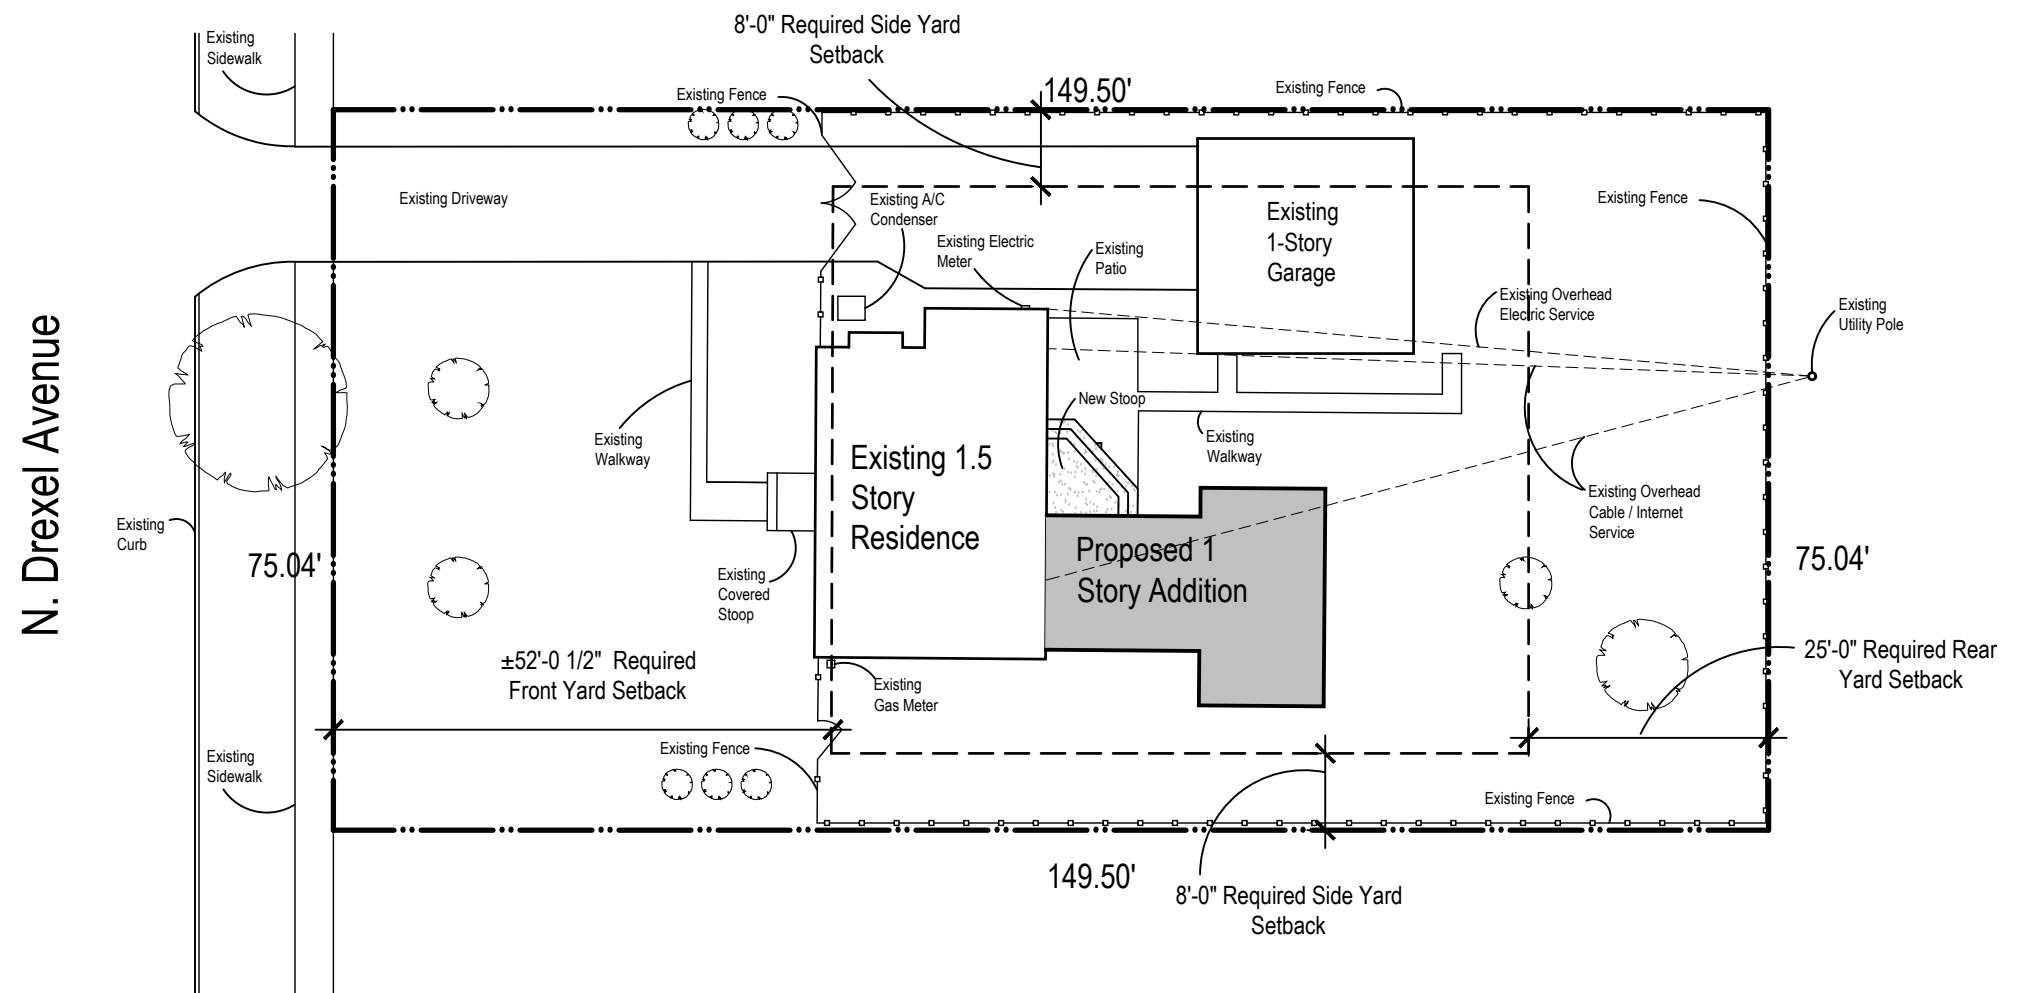 8'-0" Required Side Yard
Setback
Existing
Sidewalk
Existing Fence
149.50'
Existing Fence
Existing Driveway
Existing A/C
Condenser
Existing Electric
Meter
Existing
Patio
Existing
1-Story
Garage
Existing Fence
Existing Overhead
Electric Service
Existing
Utility Pole
N. Drexel Avenue
Existing
Walkway
New Stoop
Existing
Walkway
Existing 1.5
Story
Residence
Existing Overhead
Cable / Internet
Service
Existing
Curb
75.04'
Existing
Covered
Stoop
Proposed 1
Story Addition
75.04'
±52'-0 1/2" Required
Front Yard Setback
Existing
Gas Meter
25'-0" Required Rear
Yard Setback
Existing
Sidewalk
Existing Fence
Existing Fence
149.50'
8'-0" Required Side Yard
Setback